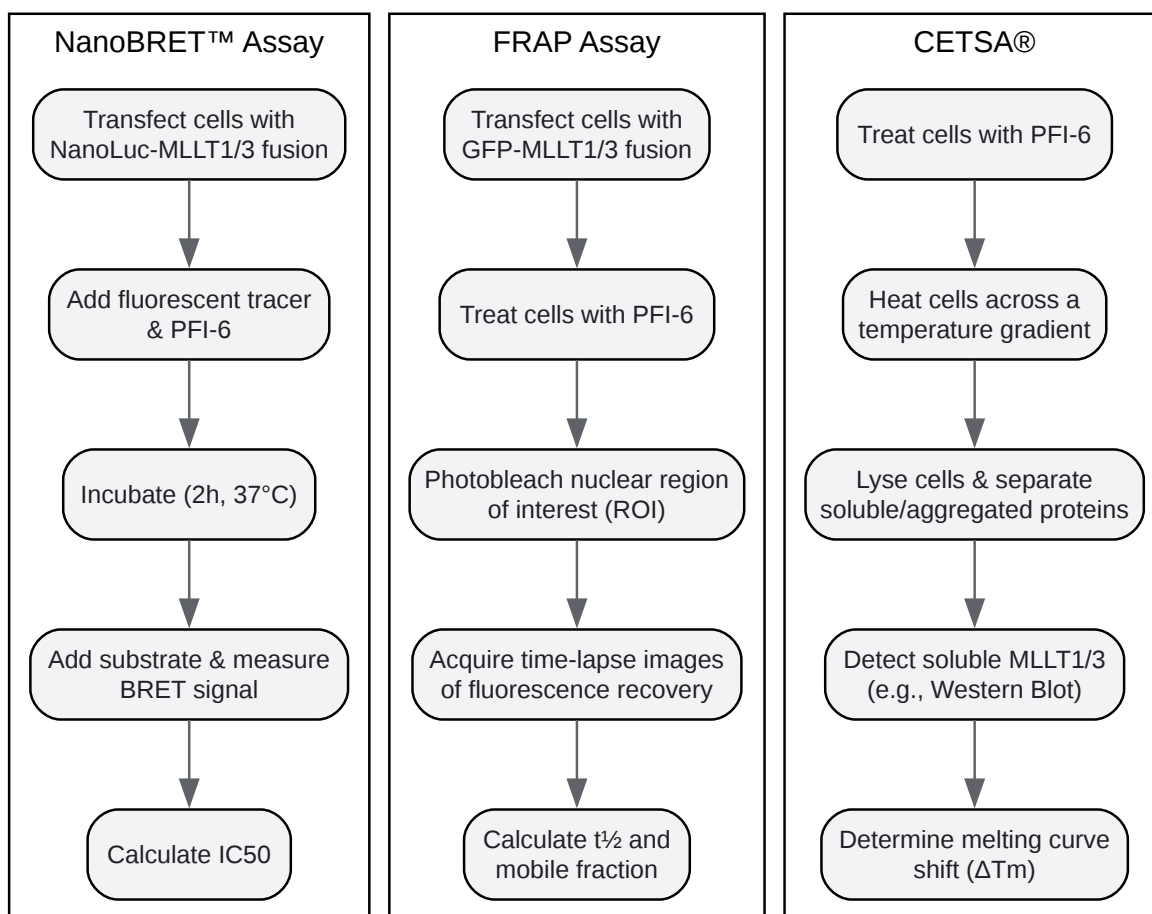 NanoBRET™ Assay
Transfect cells with
NanoLuc-MLLT1/3 fusion
Add fluorescent tracer
& PFI-6
Incubate (2h, 37°C)
Add substrate & measure
BRET signal
Calculate IC50
FRAP Assay
Transfect cells with
GFP-MLLT1/3 fusion
Treat cells with PFI-6
Photobleach nuclear region
of interest (ROI)
Acquire time-lapse images
of fluorescence recovery
Calculate t½ and
mobile fraction
CETSA®
Treat cells with PFI-6
Heat cells across a
temperature gradient
Lyse cells & separate
soluble/aggregated proteins
Detect soluble MLLT1/3
(e.g., Western Blot)
Determine melting curve
shift (ΔTm)